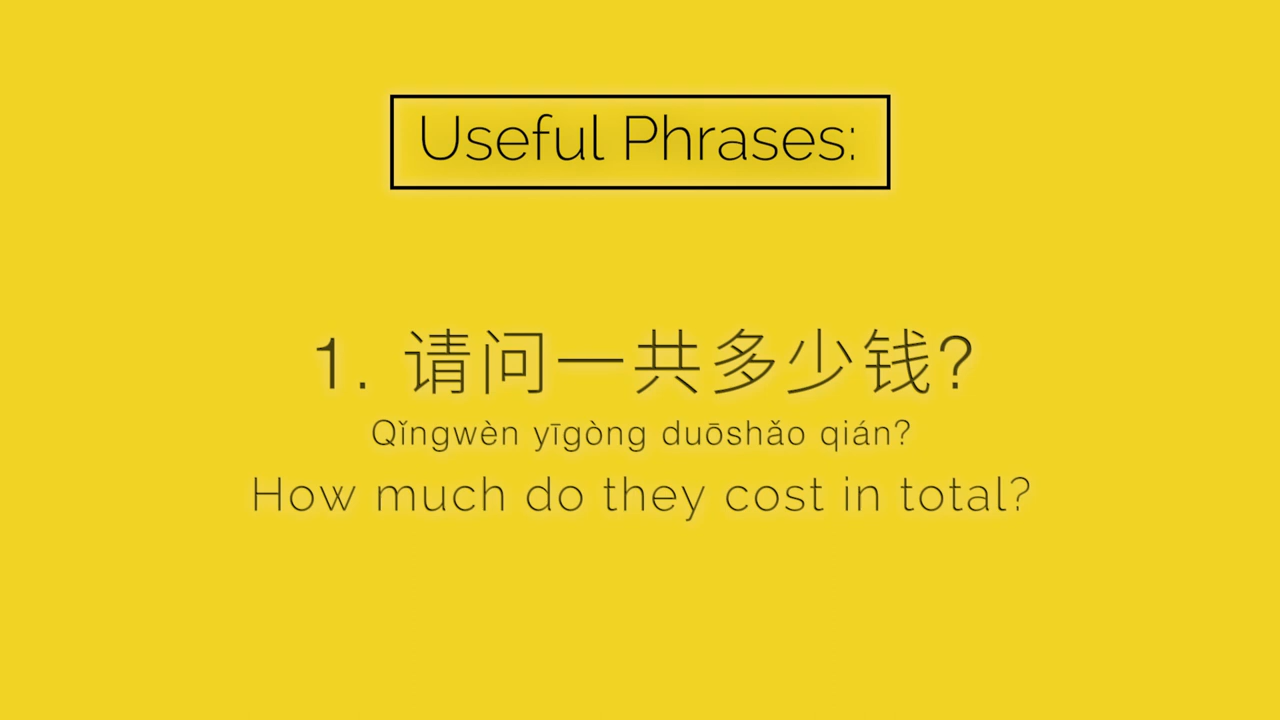 Useful Phrases:
1. 请问一共多少钱?
Qǐngwèn yīgòng duōshǎo qián?
How much do they cost in total?